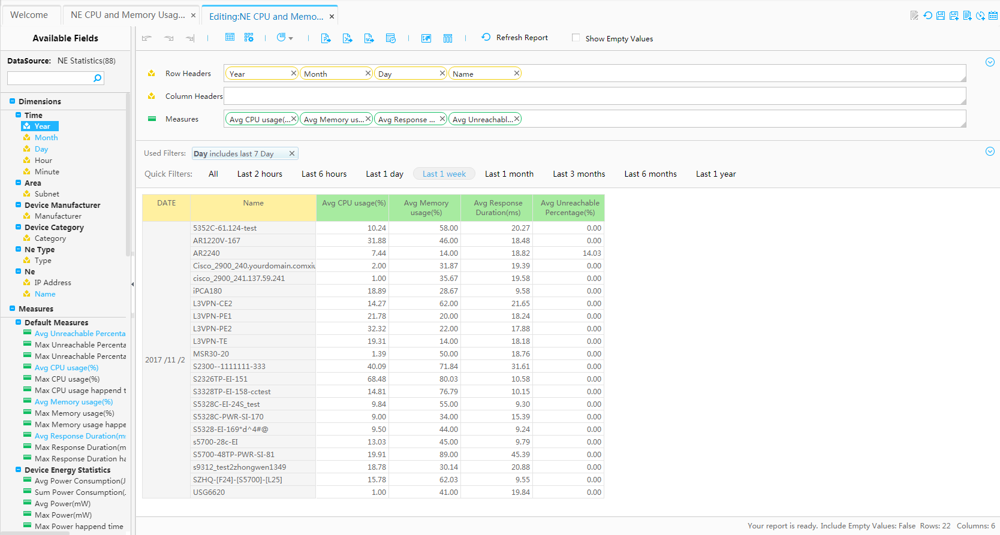 Welcome
NE CPU and Memory Usag...
Editing:NE CPU and Memo...
Available Fields
DataSource: NE Statistics(88)
Dimensions
Time
Year
Month
Day
Hour
Minute
Area
Subnet
Device Manufacturer
Manufacturer
Device Category
Category
Ne Type
Type
Ne
IP Address
Name
Measures
Default Measures
Avg Unreachable Percenta
Max Unreachable Percenta
Max Unreachable Percenta
Avg CPU usage(%)
Max CPU usage(%)
Max CPU usage happend t
Avg Memory usage(%)
Max Memory usage(%)
Max Memory usage happe
Avg Response Duration(ms
Max Response Duration(m
Max Response Duration ha
Device Energy Statistics
Avg Power Consumption(J
Sum Power Consumption(.
Avg Power(mW)
Max Power(mW)
Max Power happend time
Refresh Report
Show Empty Values
Row Headers Year Month Day Name
Column Headers
Measures Avg CPU usage(... Avg Memory us... Avg Response ... Avg Unreachabl...
Used Filters: Day includes last 7 Day
Quick Filters: All Last 2 hours Last 6 hours Last 1 day Last 1 week Last 1 month Last 3 months Last 6 months Last 1 year
DATE Name Avg CPU usage(%) Avg Memory usage(%) Avg Response Duration(ms) Avg Unreachable Percentage(%)
5352C-61.124-test 10.24 58.00 20.27 0.00
AR1220V-167 31.88 46.00 18.48 0.00
AR2240 7.44 14.00 18.82 14.03
Cisco_2900_240.yourdomain.comxiu 2.00 31.87 19.39 0.00
cisco_2900_241.137.59.241 1.00 35.67 19.58 0.00
iPCA180 18.89 28.67 9.58 0.00
L3VPN-CE2 14.27 62.00 21.65 0.00
L3VPN-PE1 21.78 20.00 18.24 0.00
L3VPN-PE2 32.32 22.00 17.88 0.00
L3VPN-TE 19.31 14.00 18.18 0.00
MSR30-20 1.39 50.00 18.76 0.00
2017 /11 /2
S2300--1111111-333 40.09 71.84 31.61 0.00
S2326TP-EI-151 68.48 80.03 10.58 0.00
S3328TP-EI-158-cctest 14.81 76.79 10.15 0.00
S5328C-EI-24S_test 9.84 55.00 9.30 0.00
S5328C-PWR-SI-170 9.00 34.00 15.39 0.00
S5328-EI-169*d^4#@ 9.50 44.00 9.24 0.00
s5700-28c-EI 13.03 45.00 9.79 0.00
S5700-48TP-PWR-SI-81 19.91 89.00 45.39 0.00
s9312_test2zhongwen1349 18.78 30.14 20.88 0.00
SZHQ-[F24]-[S5700]-[L25] 15.78 62.03 9.55 0.00
USG6620 1.00 41.00 19.84 0.00
Your report is ready. Include Empty Values: False Rows: 22 Columns: 6